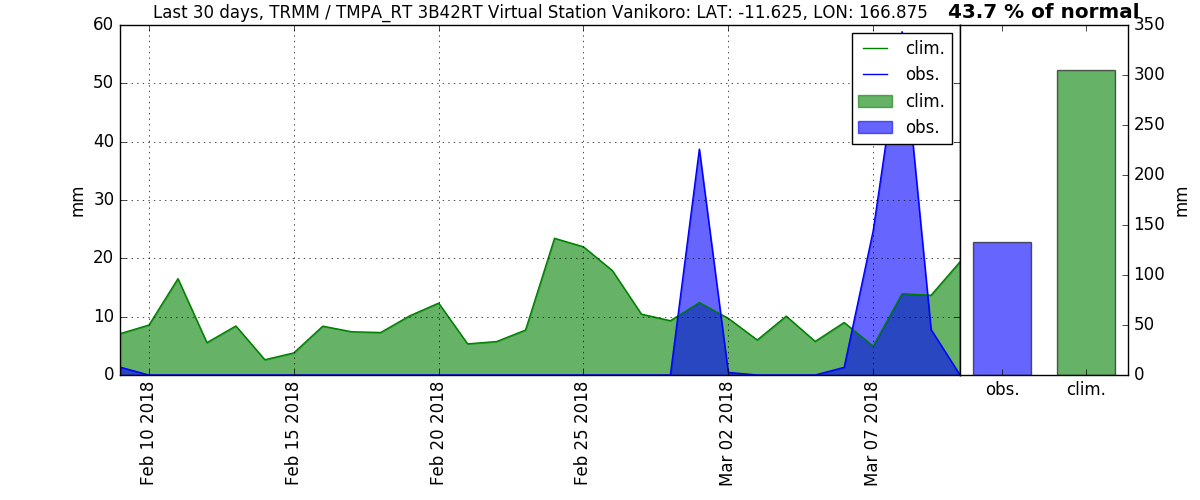 Last 30 days, TRMM / TMPA_RT 3B42RT Virtual Station Vanikoro: LAT: -11.625, LON: 166.875
43.7 % of normal
60
50
40
30
20
10
0
mm
clim.
obs.
clim.
obs.
Feb 10 2018
Feb 15 2018
Feb 20 2018
Feb 25 2018
Mar 02 2018
Mar 07 2018
350
300
250
200
150
100
50
0
mm
obs.
clim.